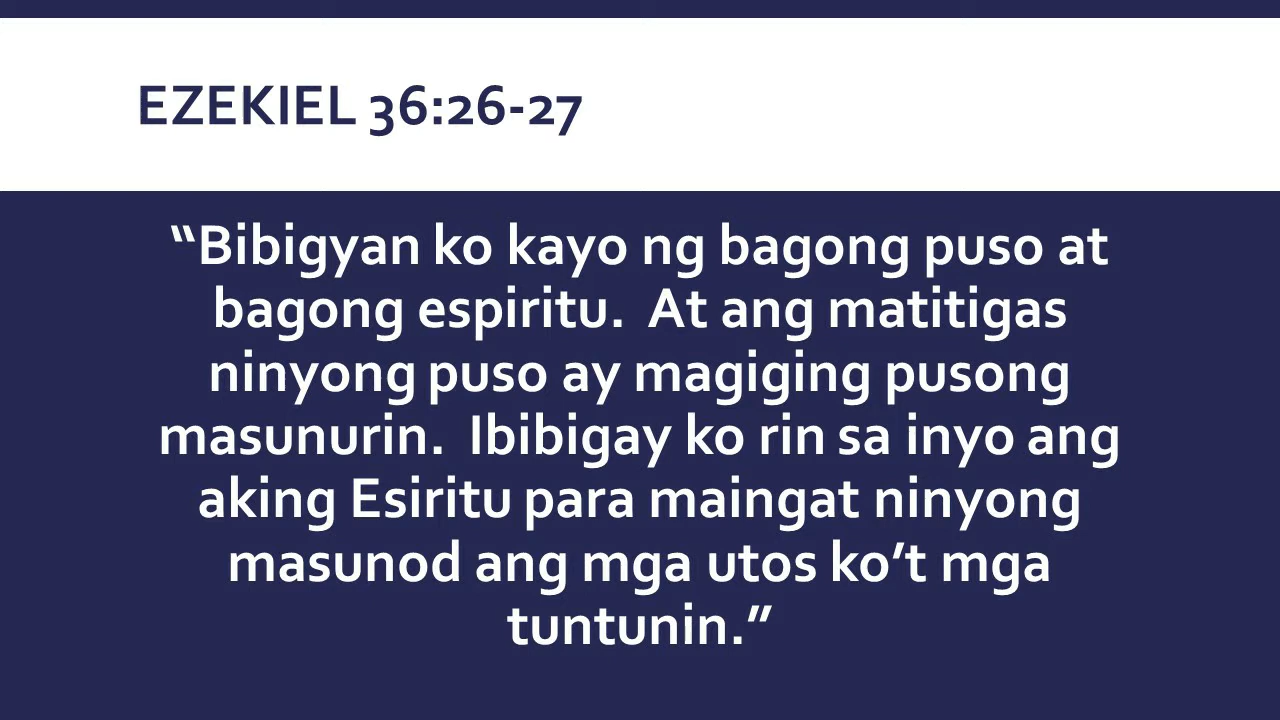 EZEKIEL 36:26-27
“Bibigyan ko kayo ng bagong puso at
bagong espiritu.  At ang matitigas
ninyong puso ay magiging pusong
masunurin.  Ibibigay ko rin sa inyo ang
aking Esiritu para maingat ninyong
masunod ang mga utos ko’t mga
tuntunin.”